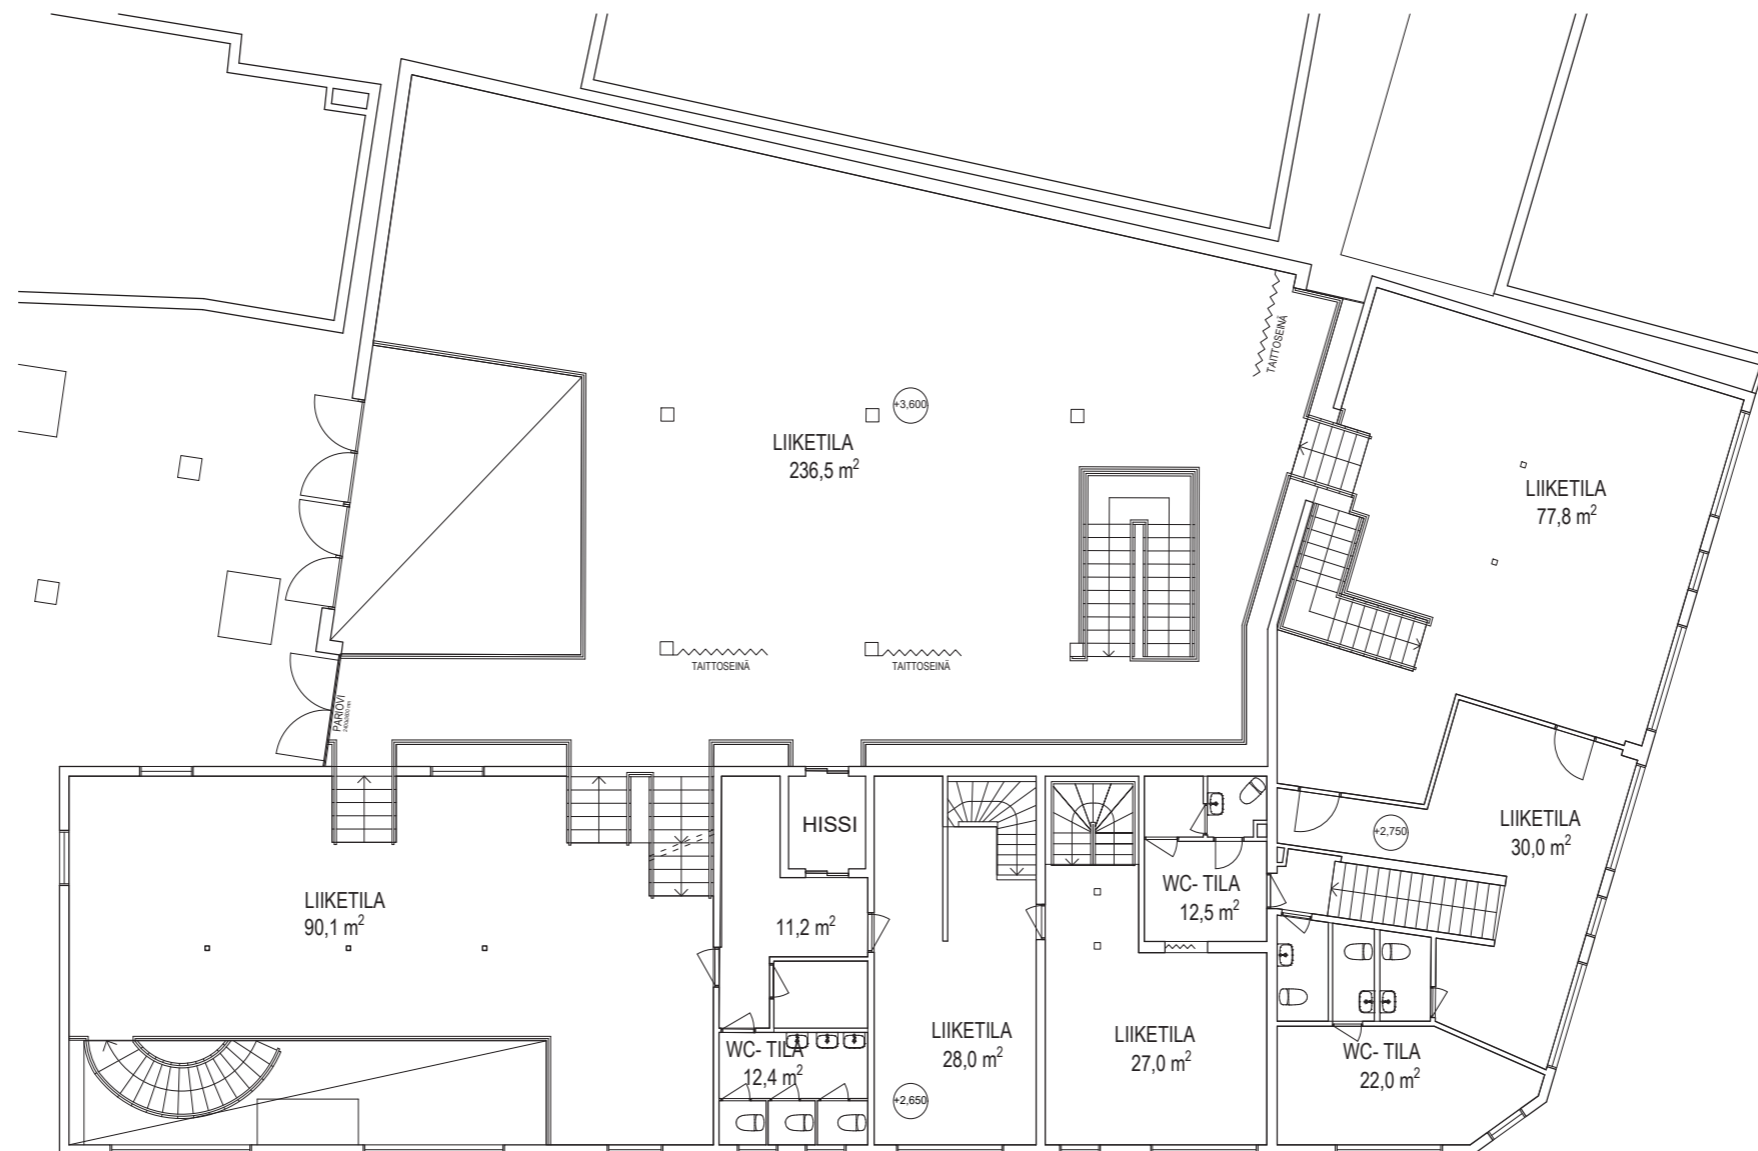 TAITTOSEINÄ
+3,600
LIIKETILA
236,5 m²
LIIKETILA
77,8 m²
TAITTOSEINÄ
TAITTOSEINÄ
PARIOVI
HISSI
LIIKETILA
30,0 m²
+2,750
LIIKETILA
90,1 m²
11,2 m²
WC- TILA
12,5 m²
LIIKETILA
28,0 m²
LIIKETILA
27,0 m²
WC- TILA
12,4 m²
WC- TILA
22,0 m²
+2,650